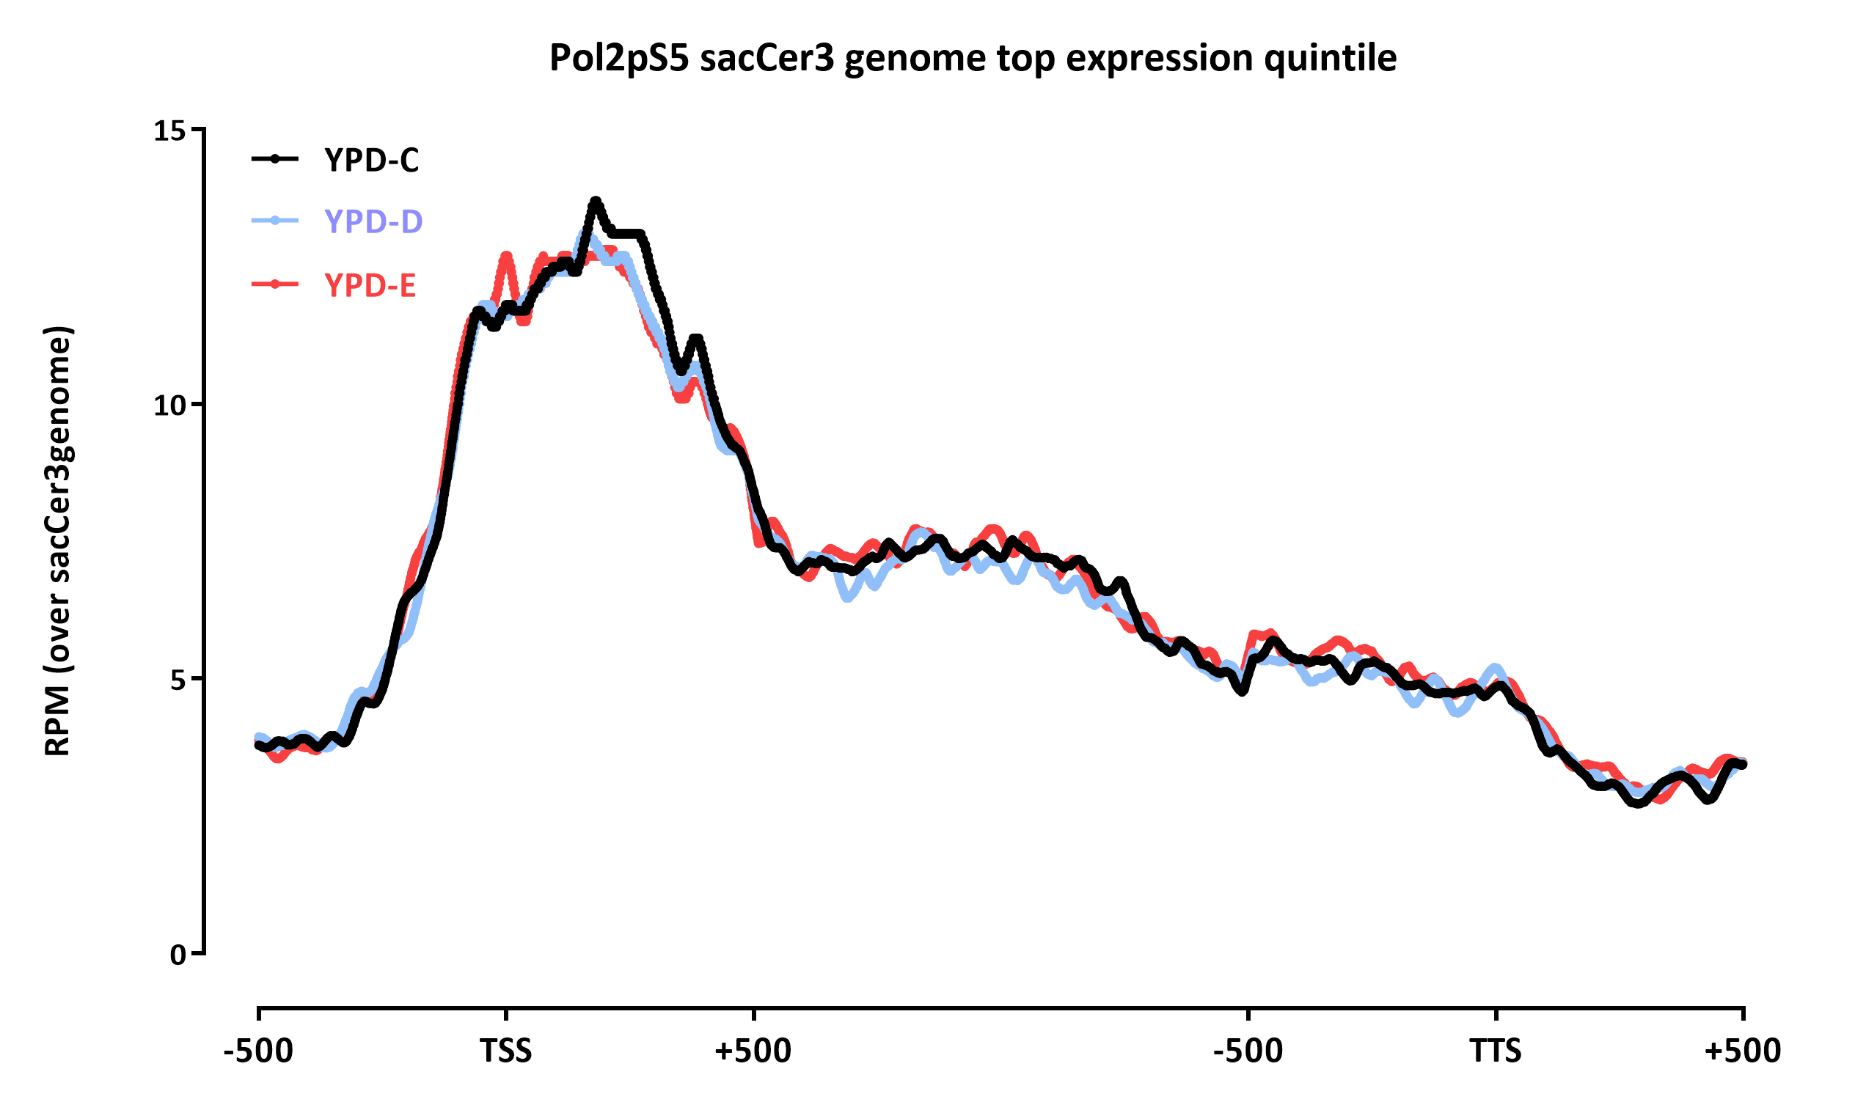 Pol2pS5 sacCer3 genome top expression quintile
15
YPD-C
YPD-D
YPD-E
10
RPM (over sacCer3genome)
5
0
-500 TSS +500 -500 TTS +500